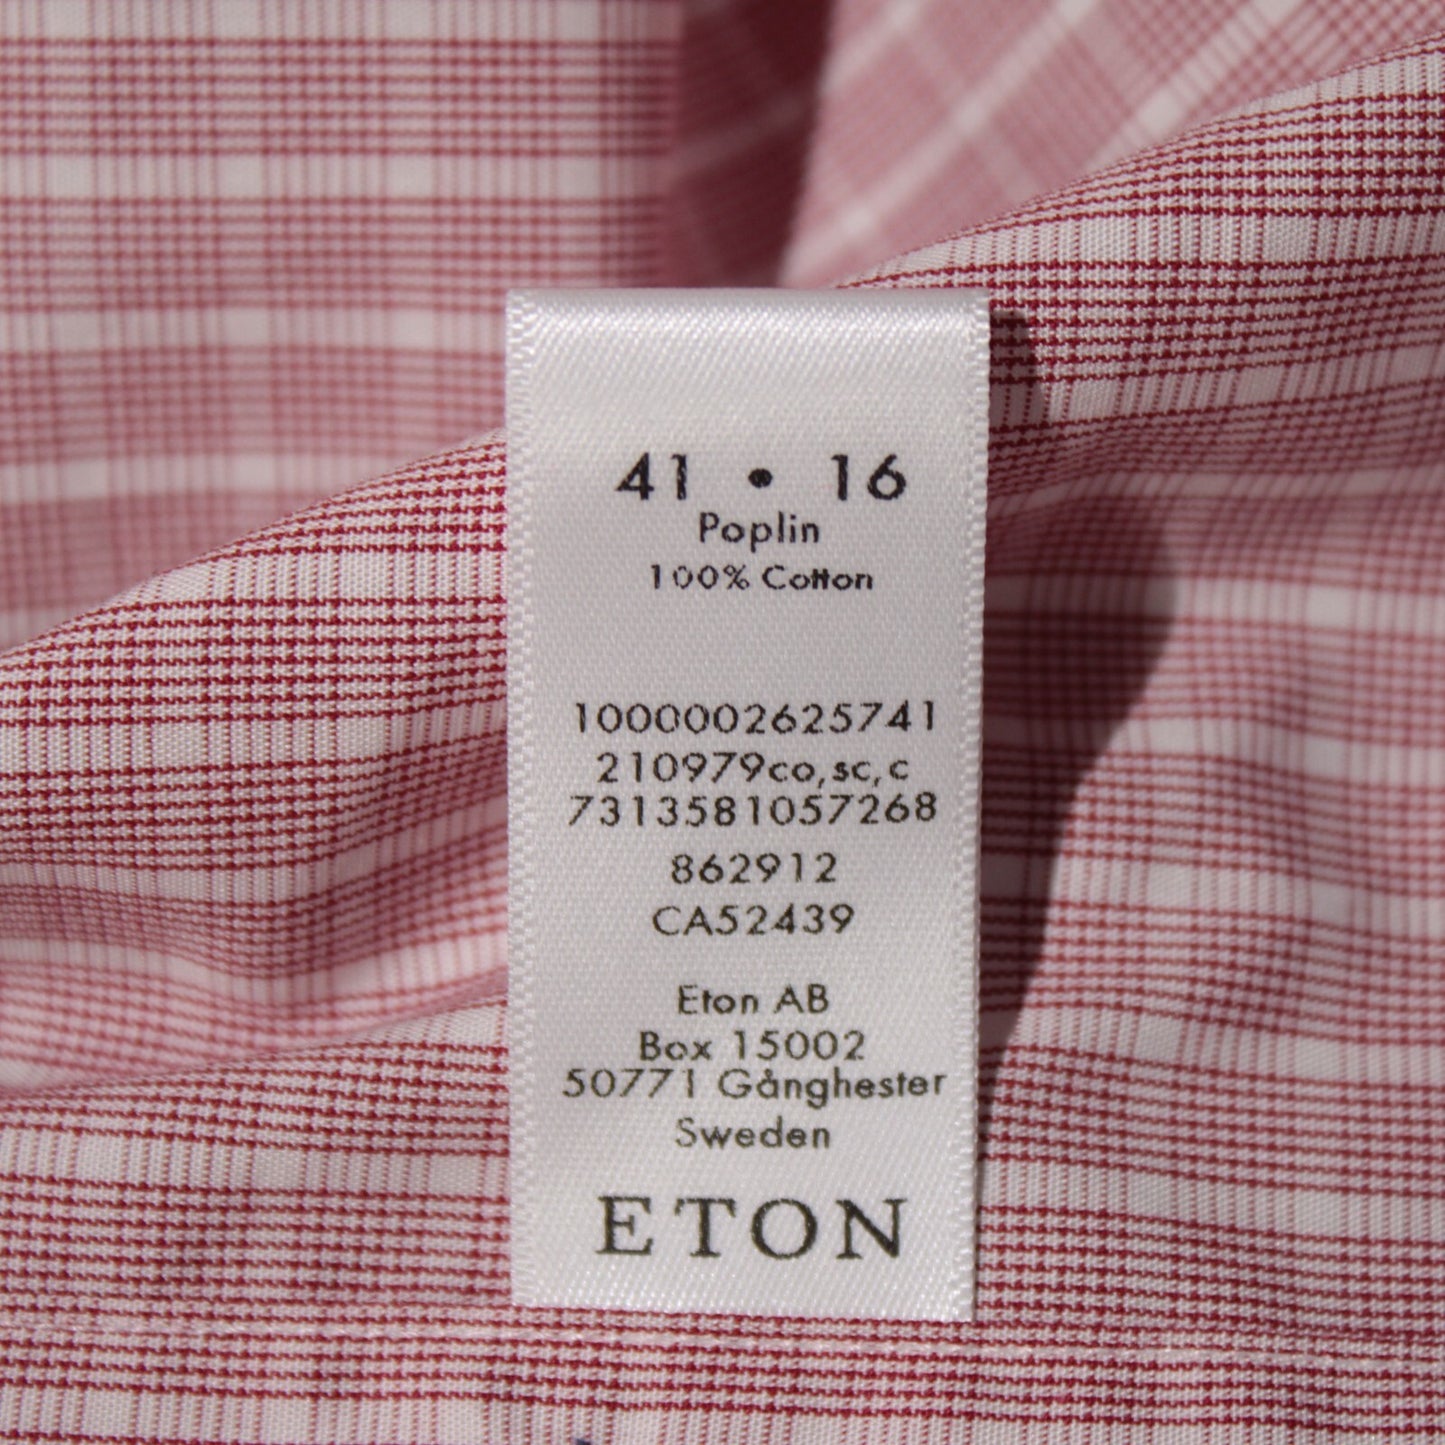 41 • 16
Poplin
100% Cotton
1000002625741
210979co,sc,c
7313581057268
862912
CA52439
Eton AB
Box 15002
50771 Gånghester
Sweden
ETON